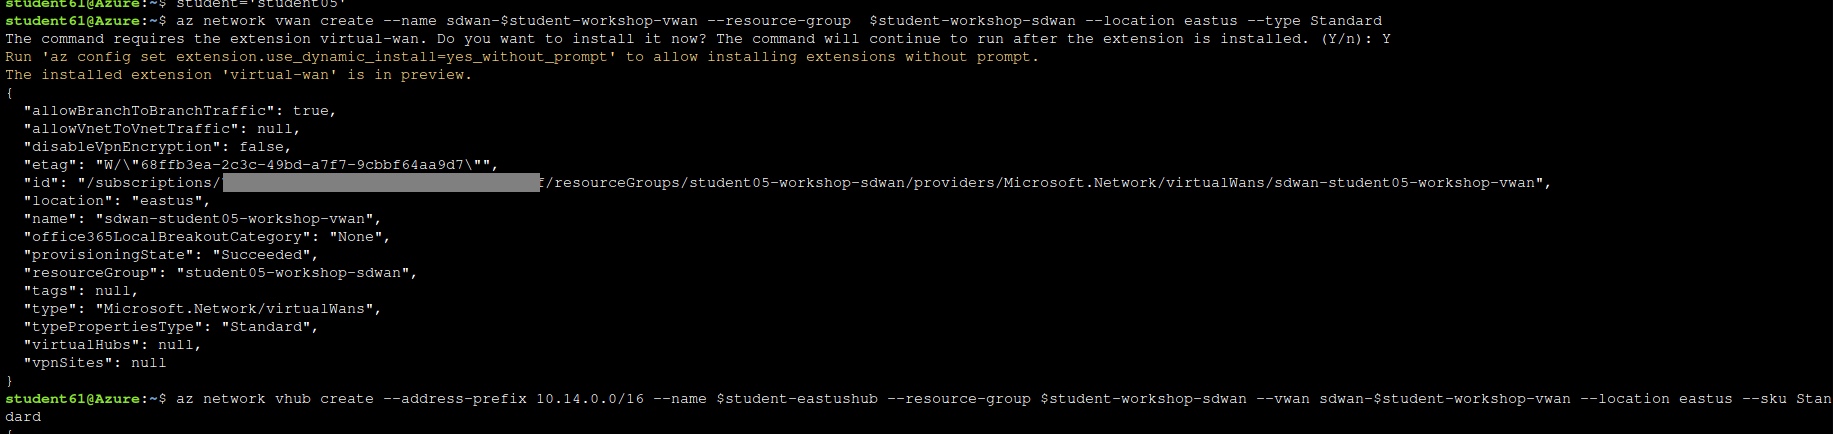 student61@Azure:~$ student='student05'
student61@Azure:~$ az network vwan create --name sdwan-$student-workshop-vwan --resource-group  $student-workshop-sdwan --location eastus --type Standard
The command requires the extension virtual-wan. Do you want to install it now? The command will continue to run after the extension is installed. (Y/n): Y
Run 'az config set extension.use_dynamic_install=yes_without_prompt' to allow installing extensions without prompt.
The installed extension 'virtual-wan' is in preview.
{
  "allowBranchToBranchTraffic": true,
  "allowVnetToVnetTraffic": null,
  "disableVpnEncryption": false,
  "etag": "W/\"68ffb3ea-2c3c-49bd-a7f7-9cbbf64aa9d7\"",
  "id": "/subscriptions/ f/resourceGroups/student05-workshop-sdwan/providers/Microsoft.Network/virtualWans/sdwan-student05-workshop-vwan",
  "location": "eastus",
  "name": "sdwan-student05-workshop-vwan",
  "office365LocalBreakoutCategory": "None",
  "provisioningState": "Succeeded",
  "resourceGroup": "student05-workshop-sdwan",
  "tags": null,
  "type": "Microsoft.Network/virtualWans",
  "typePropertiesType": "Standard",
  "virtualHubs": null,
  "vpnSites": null
}
student61@Azure:~$ az network vhub create --address-prefix 10.14.0.0/16 --name $student-eastushub --resource-group $student-workshop-sdwan --vwan sdwan-$student-workshop-vwan --location eastus --sku Stan
dard
{